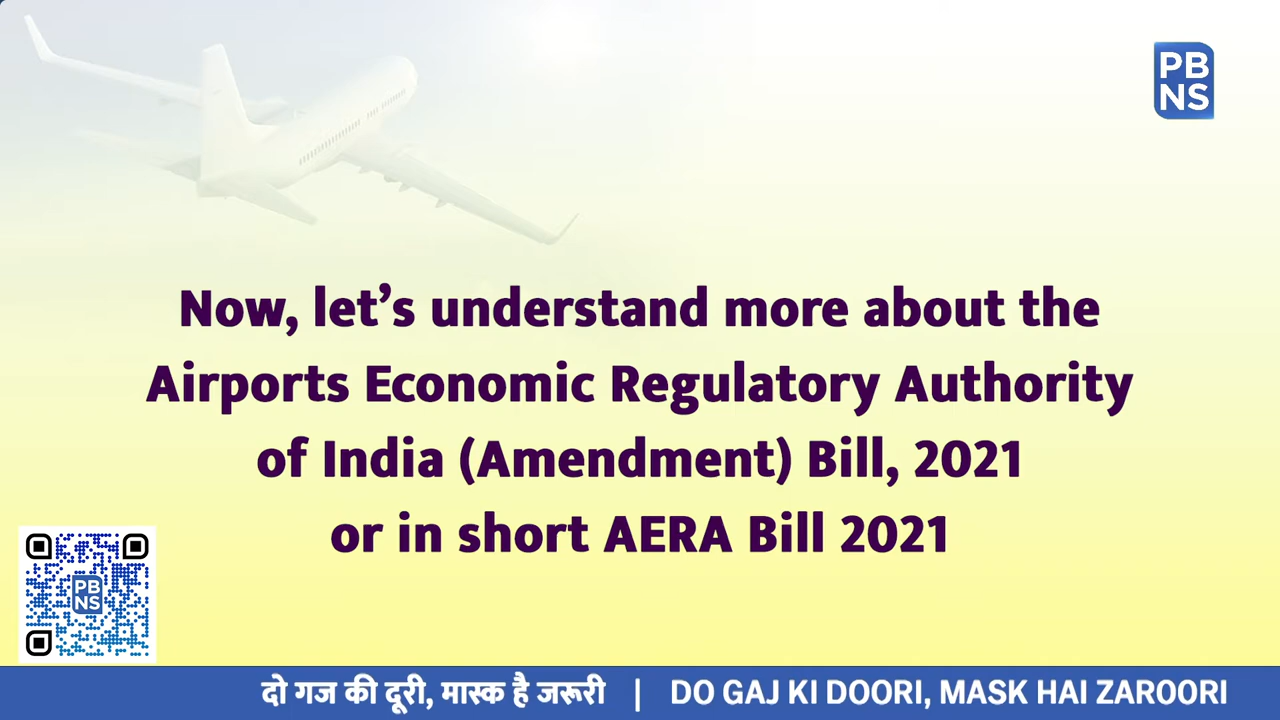 PB
NS
Now, let’s understand more about the
Airports Economic Regulatory Authority
of India (Amendment) Bill, 2021
or in short AERA Bill 2021
PB
NS
दो गज की दूरी, मास्क है जरूरी | DO GAJ KI DOORI, MASK HAI ZAROORI